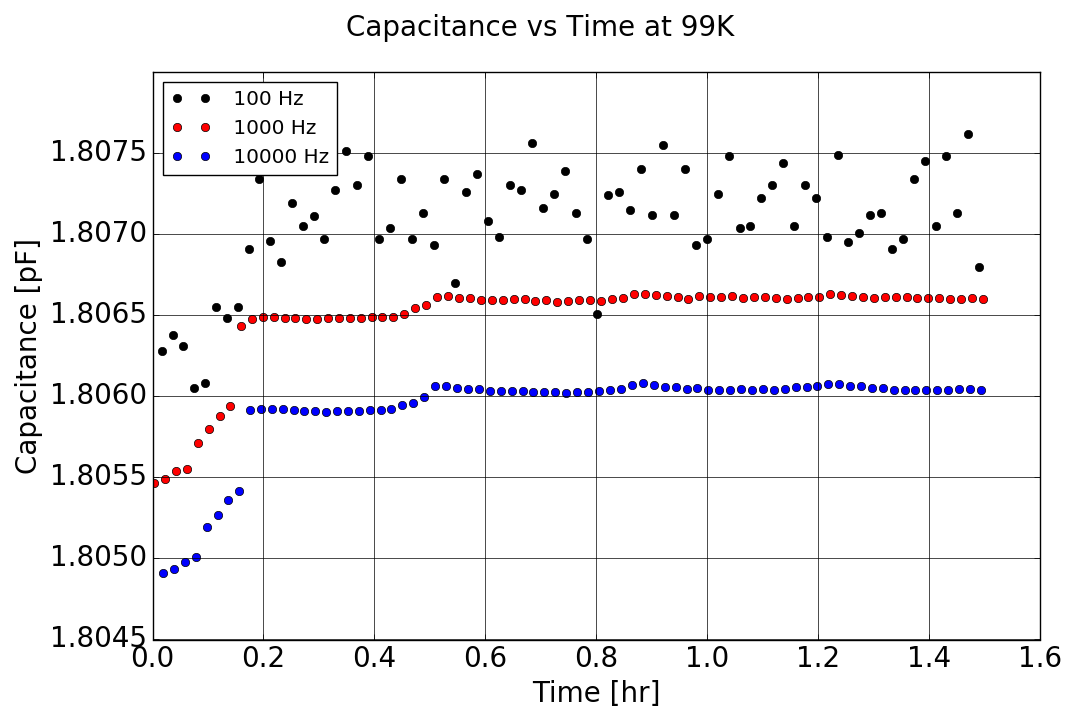 Capacitance vs Time at 99K
100 Hz
1000 Hz
10000 Hz
1.8075
1.8070
1.8065
1.8060
1.8055
1.8050
1.8045
Capacitance [pF]
0.0 0.2 0.4 0.6 0.8 1.0 1.2 1.4 1.6
Time [hr]